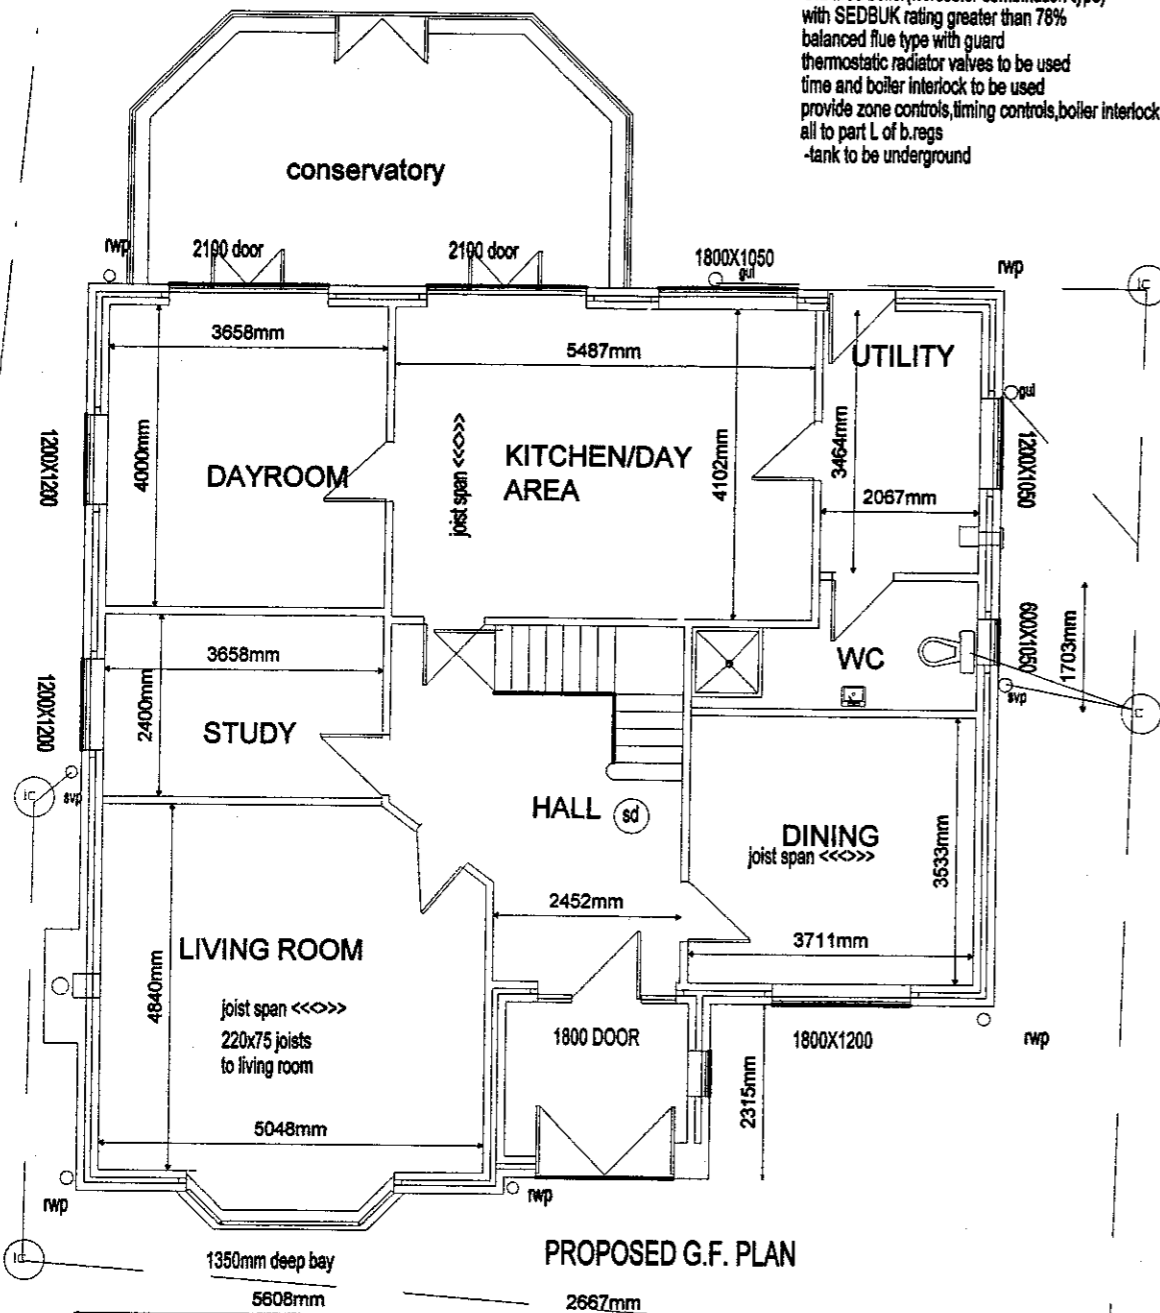 with SEDBUK rating greater than 78%
balanced flue type with guard
thermostatic radiator valves to be used
time and boiler interlock to be used
provide zone controls,timing controls,boiler interlock
all to part L of b.regs
-tank to be underground
conservatory
rwp
2100 door
2100 door
1800X1050
gul
rwp
IC
3658mm
5487mm
UTILITY
gul
1200X1200
4000mm
DAYROOM
joist span <<<>>>
KITCHEN/DAY
AREA
4102mm
3464mm
2067mm
1200X1050
3658mm
WC
600X1050
1703mm
svp
IC
1200X1200
2400mm
STUDY
IC
svp
HALL
sd
DINING
joist span <<<>>>
3533mm
2452mm
3711mm
LIVING ROOM
4840mm
joist span <<<>>>
220x75 joists
to living room
1800 DOOR
1800X1200
rwp
2315mm
5048mm
rwp
rwp
IC
1350mm deep bay
PROPOSED G.F. PLAN
5608mm
2667mm